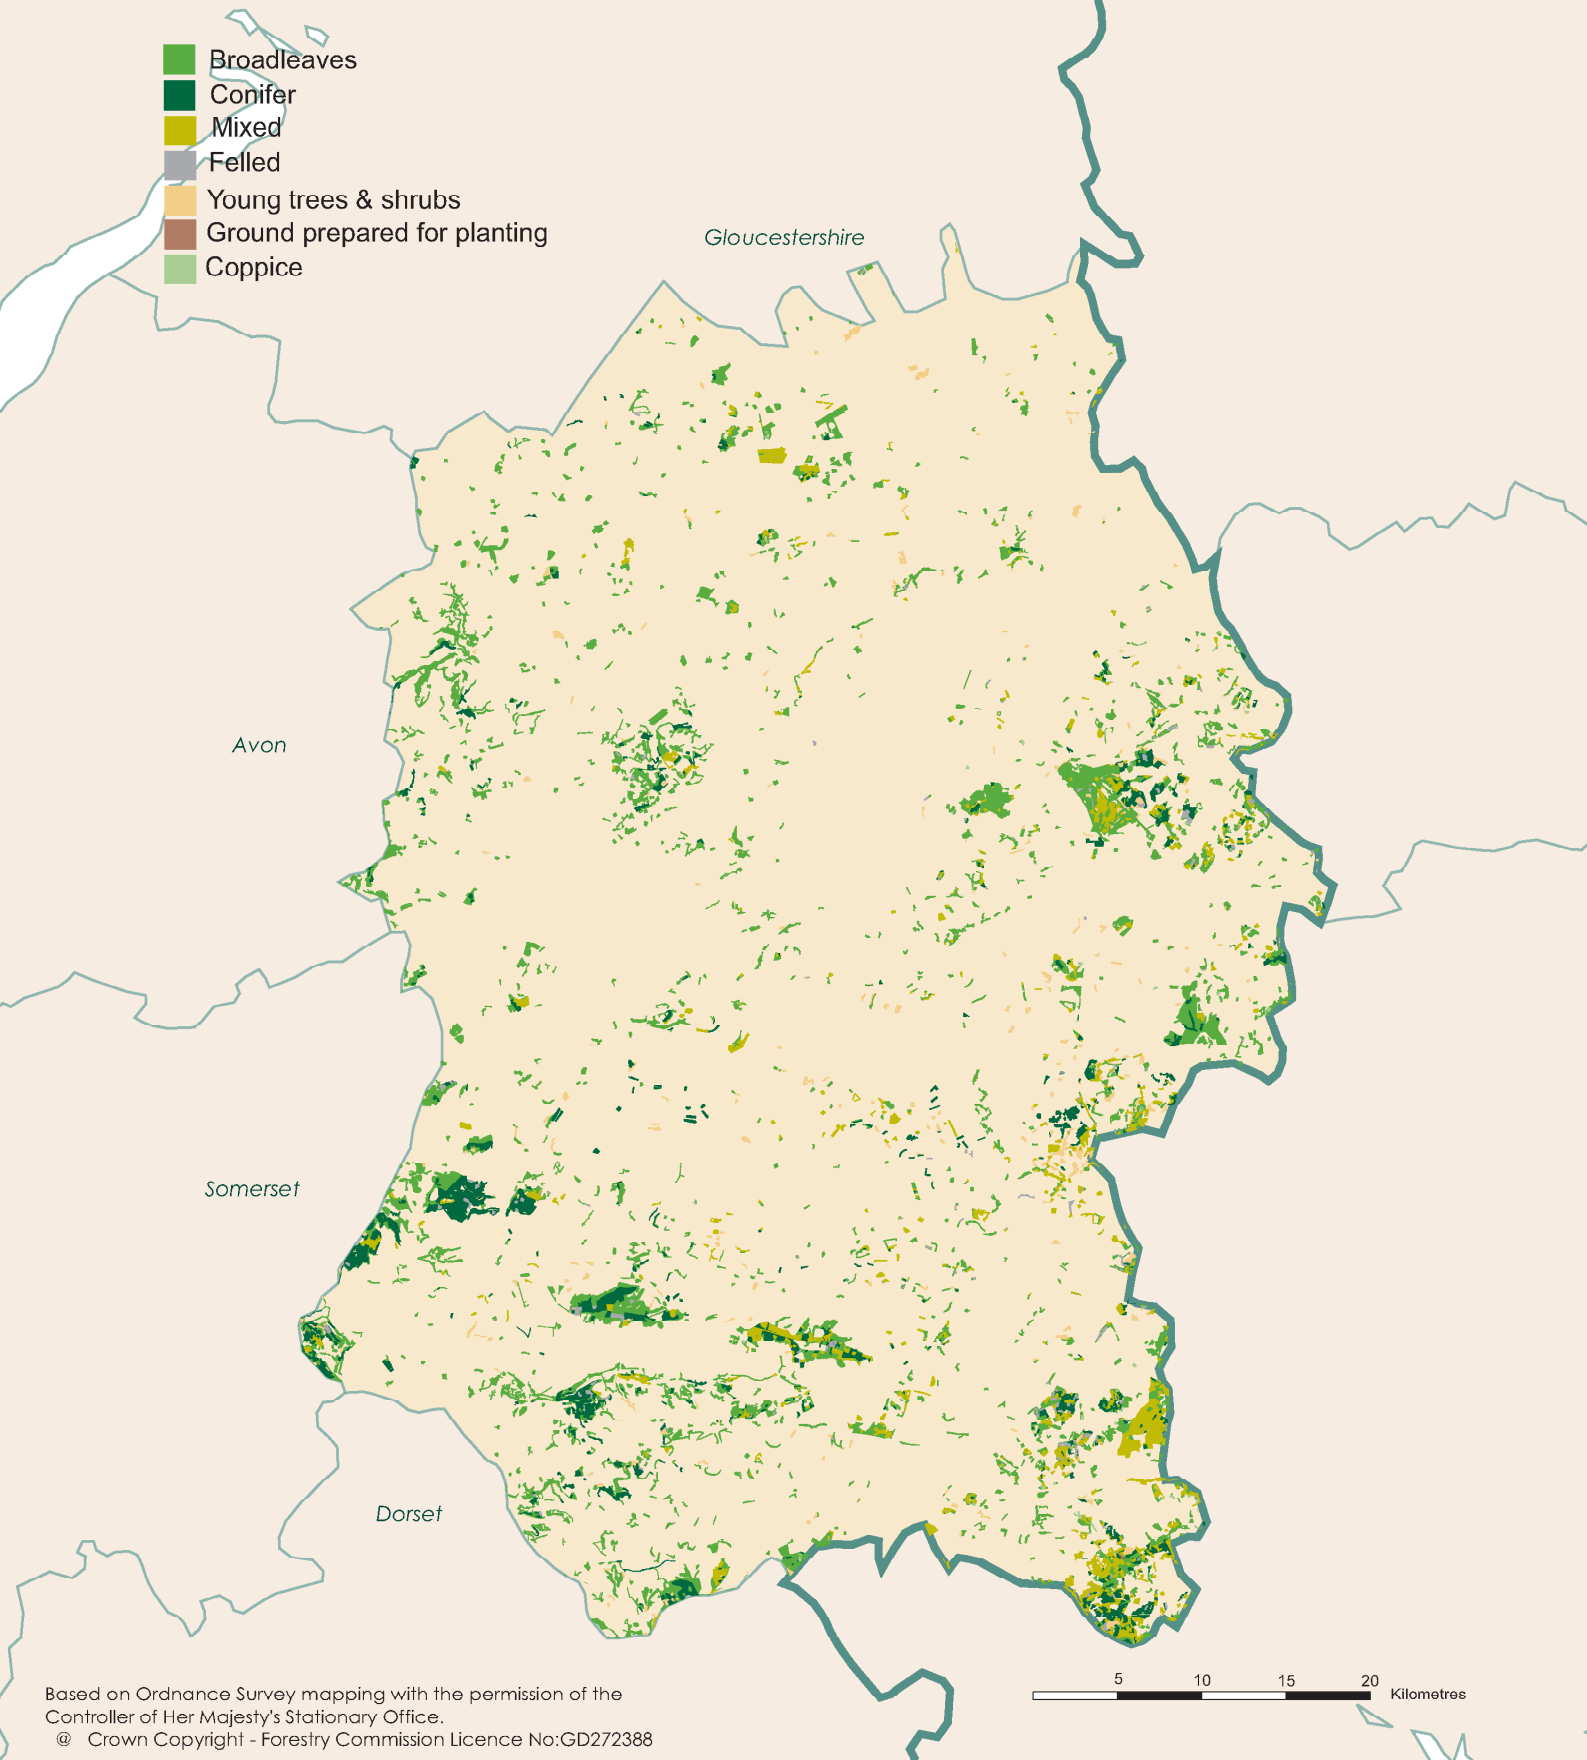 Broadleaves
Conifer
Mixed
Felled
Young trees & shrubs
Ground prepared for planting
Coppice
Gloucestershire
Avon
Somerset
Dorset
5 10 15 20
Kilometres
Based on Ordnance Survey mapping with the permission of the
Controller of Her Majesty's Stationary Office.
@ Crown Copyright - Forestry Commission Licence No:GD272388